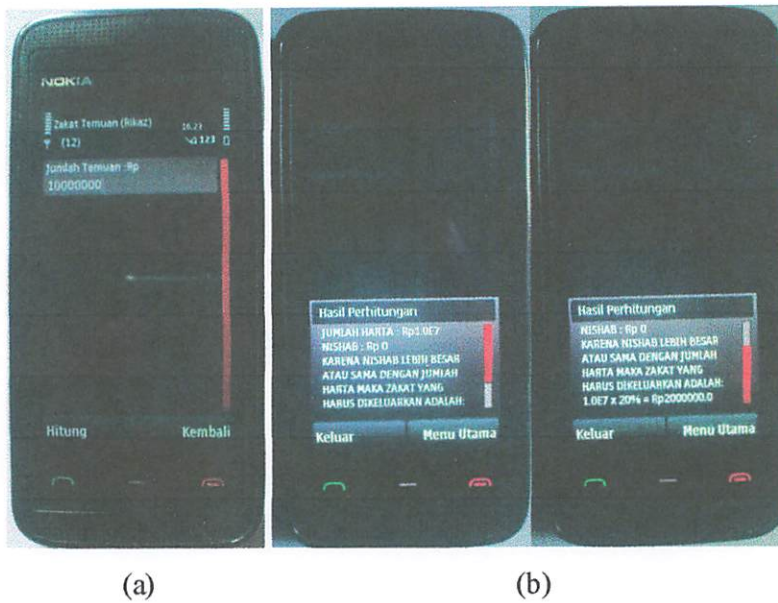 NOKIA
Zakat Temuan (Rikaz)
16.23
(12)
123
Jumlah Temuan :Rp
10000000
Hitung
Kembali
Hasil Perhitungan
JUMLAH HARTA : Rp1.0E7
NISHAB : Rp 0
KARENA NISHAB LEBIH BESAR
ATAU SAMA DENGAN JUMLAH
HARTA MAKA ZAKAT YANG
HARUS DIKELUARKAN ADALAH:
Keluar
Menu Utama
Hasil Perhitungan
NISHAB : Rp 0
KARENA NISHAB LEBIH BESAR
ATAU SAMA DENGAN JUMLAH
HARTA MAKA ZAKAT YANG
HARUS DIKELUARKAN ADALAH:
1.0E7 x 20% = Rp2000000.0
Keluar
Menu Utama
(a)
(b)